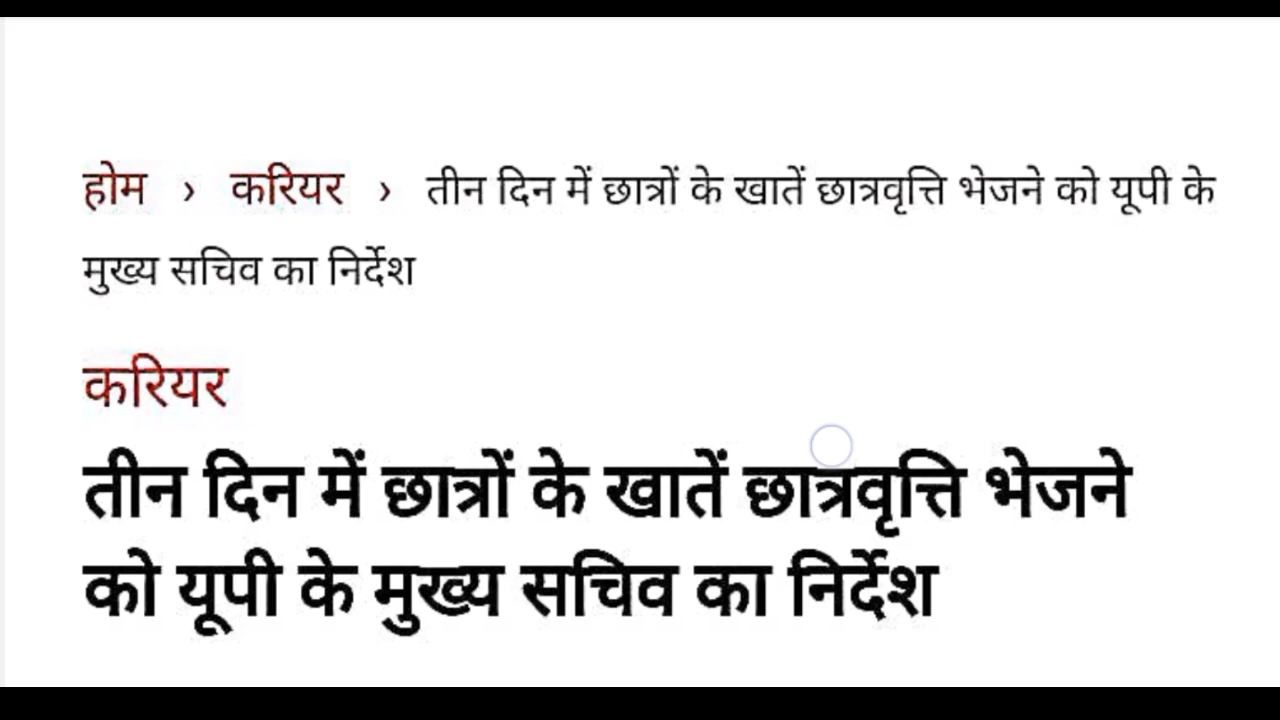 होम › करियर › तीन दिन में छात्रों के खातें छात्रवृत्ति भेजने को यूपी के
मुख्य सचिव का निर्देश
करियर
तीन दिन में छात्रों के खातें छात्रवृत्ति भेजने
को यूपी के मुख्य सचिव का निर्देश